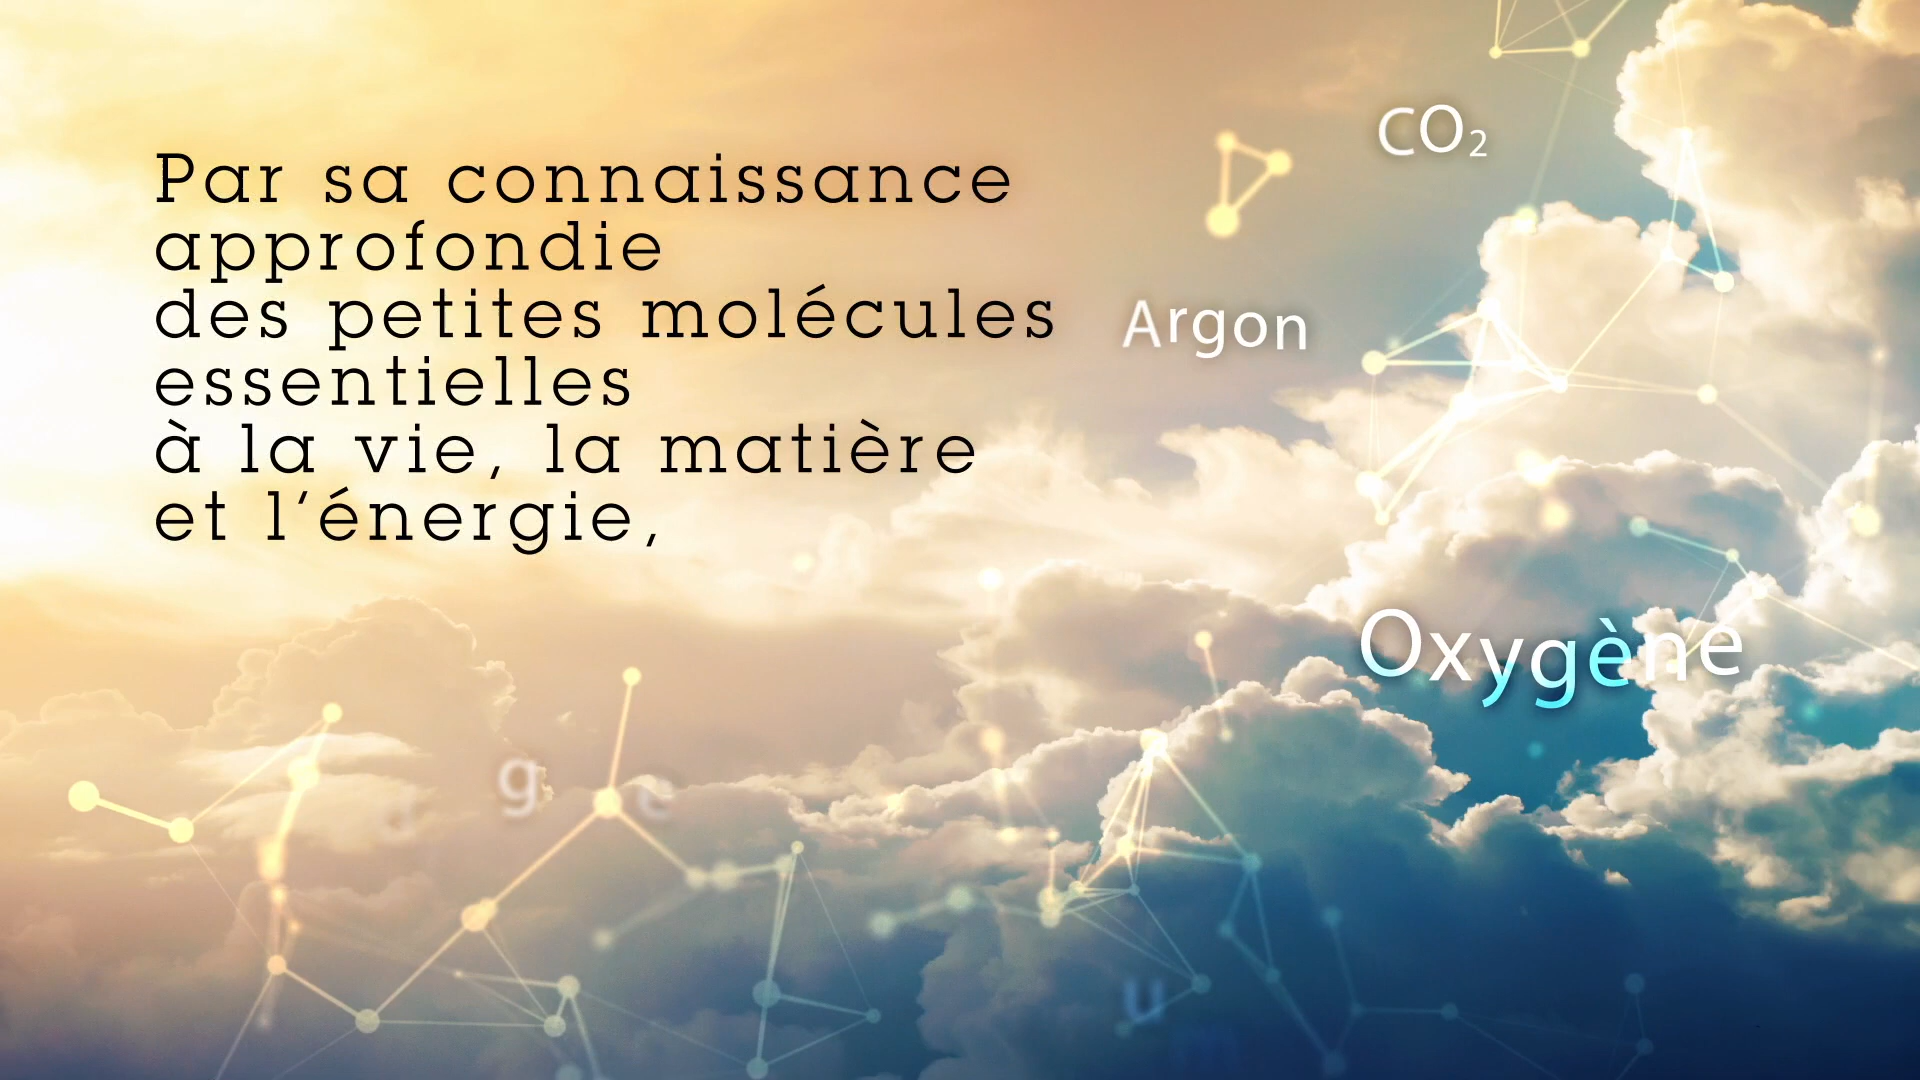 Par sa connaissance
approfondie
des petites molécules
essentielles
à la vie, la matière
et l’énergie,
CO₂
Argon
Oxygène